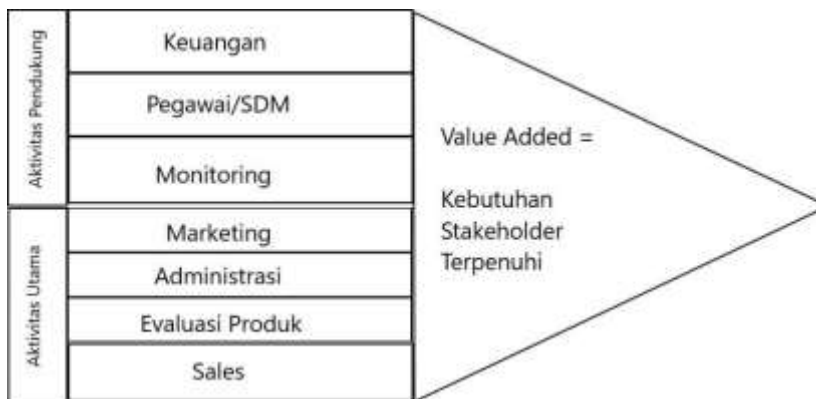 Aktivitas Pendukung
Keuangan
Pegawai/SDM
Monitoring
Aktivitas Utama
Marketing
Administrasi
Evaluasi Produk
Sales
Value Added =
Kebutuhan
Stakeholder
Terpenuhi